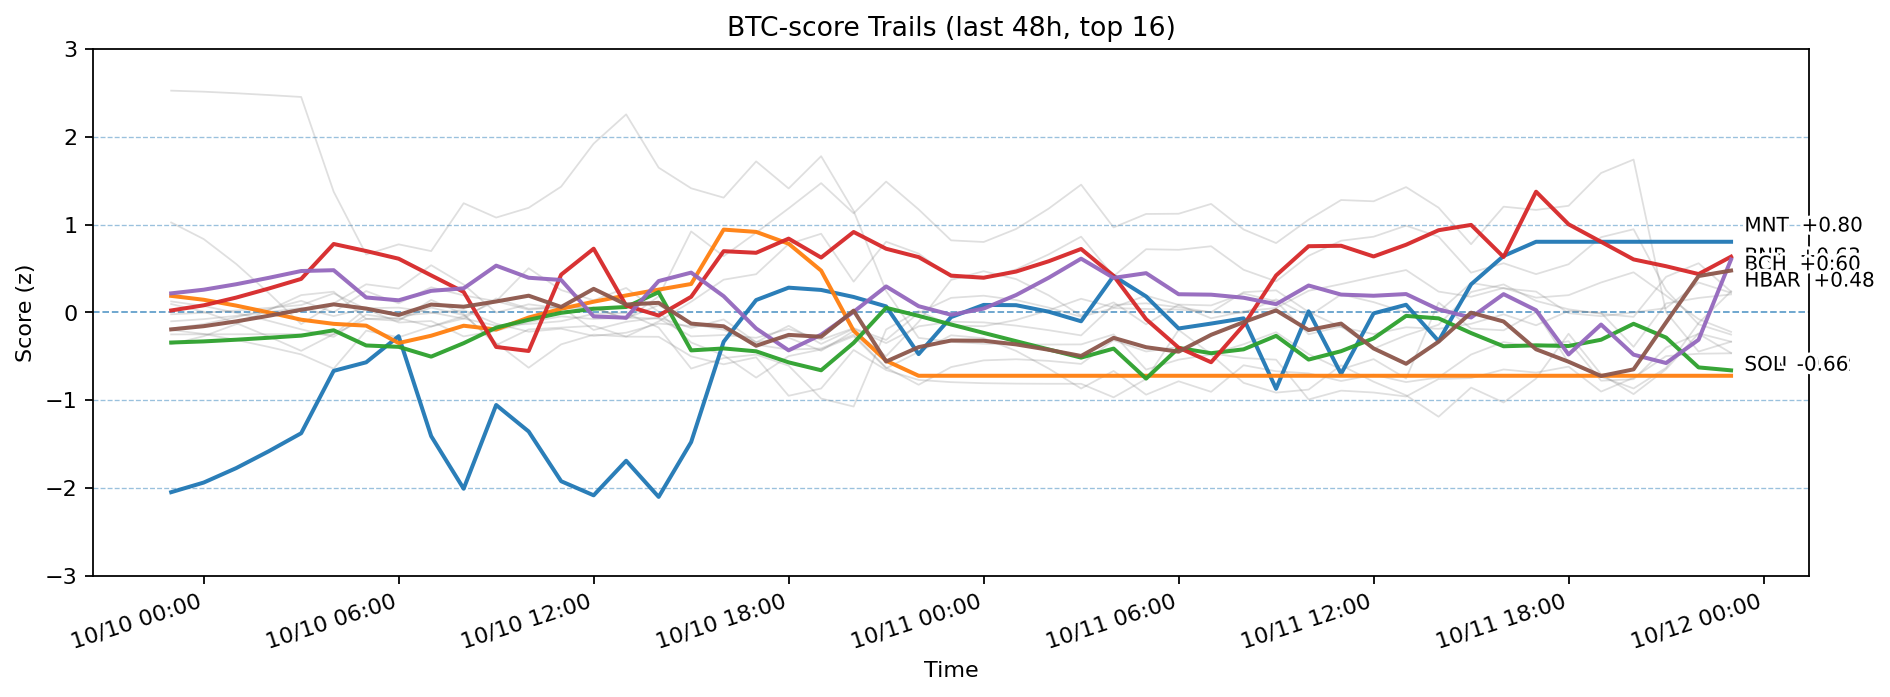 BTC-score Trails (last 48h, top 16)
Score (z)
3
2
1
0
−1
−2
−3
MNT +0.80
BCH +0.60
HBAR +0.48
-0.66
10/10 00:00
10/10 06:00
10/10 12:00
10/10 18:00
10/11 00:00
10/11 06:00
10/11 12:00
10/11 18:00
10/12 00:00
Time